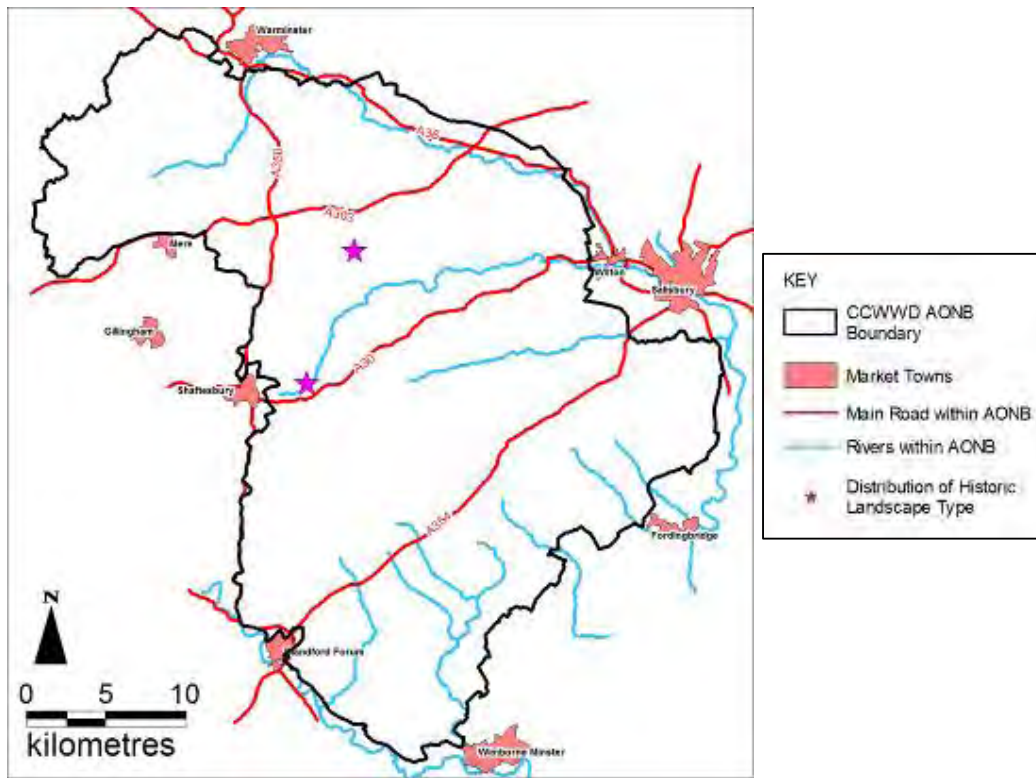 Warminster
A36
A350
A303
Mere
Wilton
Salisbury
Gillingham
A30
Shaftesbury
A354
Fordingbridge
N
Blandford Forum
0 5 10
kilometres
Wimborne Minster
KEY
CCWWD AONB
Boundary
Market Towns
Main Road within AONB
Rivers within AONB
Distribution of Historic
Landscape Type